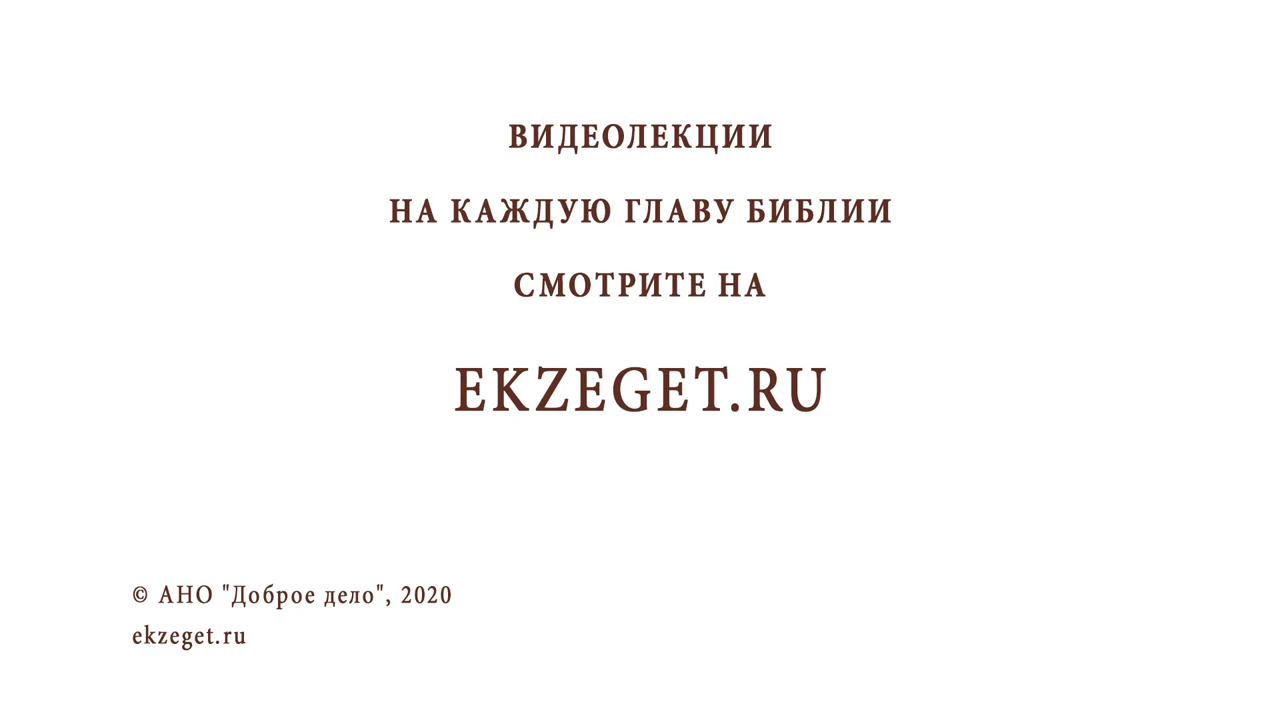 ВИДЕОЛЕКЦИИ
НА КАЖДУЮ ГЛАВУ БИБЛИИ
СМОТРИТЕ НА
EKZEGET.RU
© АНО "Доброе дело", 2020
ekzeget.ru